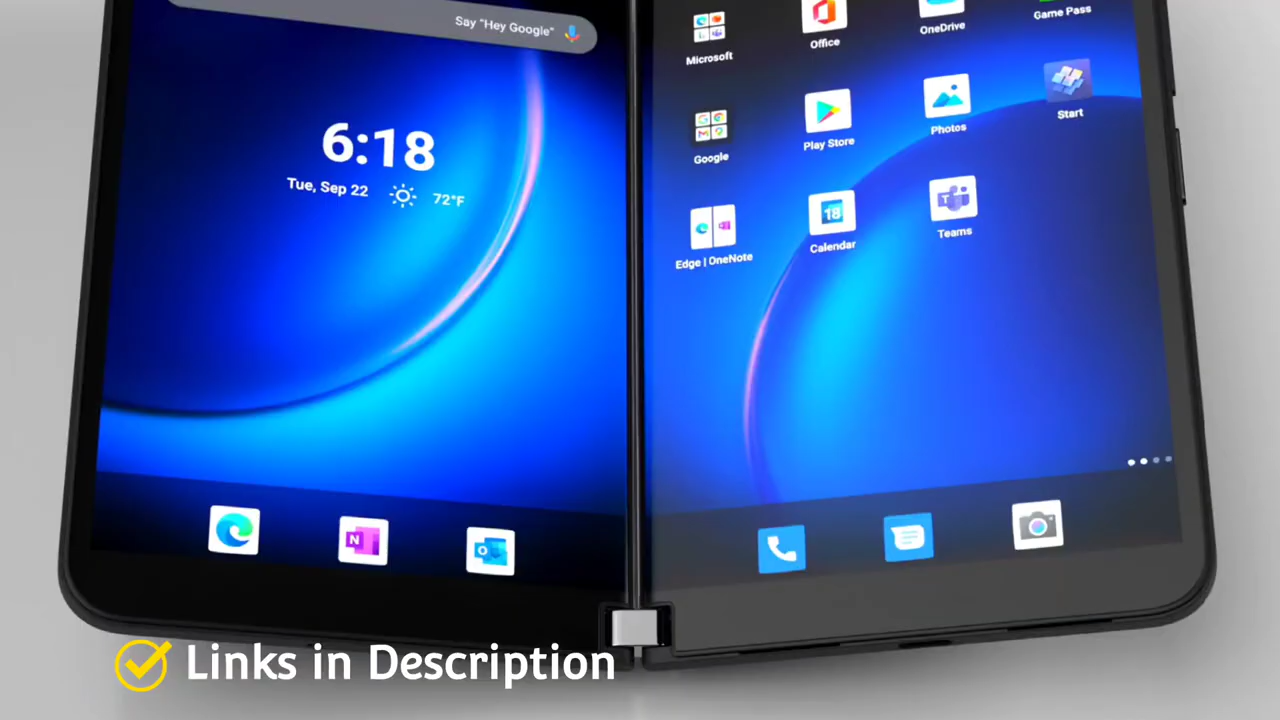 Say "Hey Google"
6:18
Tue, Sep 22 72°F
Microsoft
Office
OneDrive
Game Pass
Google
Play Store
Photos
Start
Edge | OneNote
18
Calendar
T
Teams
N
O
Links in Description